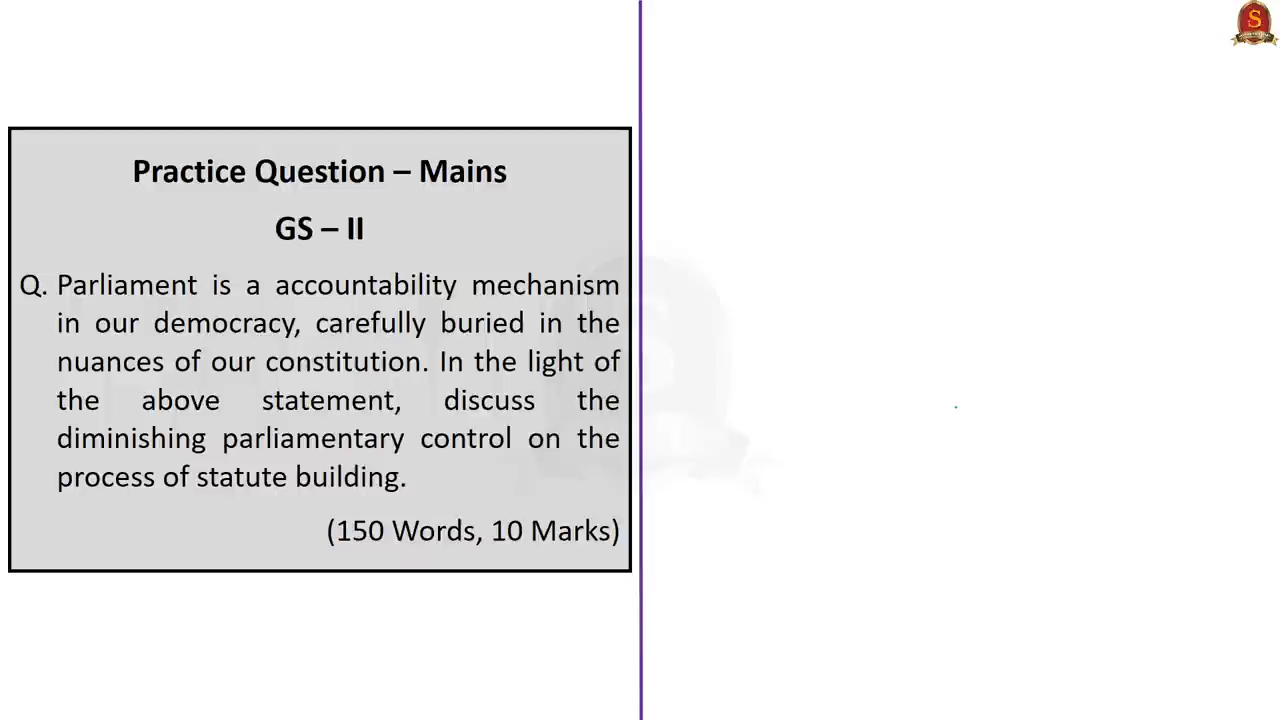 Practice Question – Mains
GS – II
Q. Parliament is a accountability mechanism
in our democracy, carefully buried in the
nuances of our constitution. In the light of
the above statement, discuss the
diminishing parliamentary control on the
process of statute building.
(150 Words, 10 Marks)
S